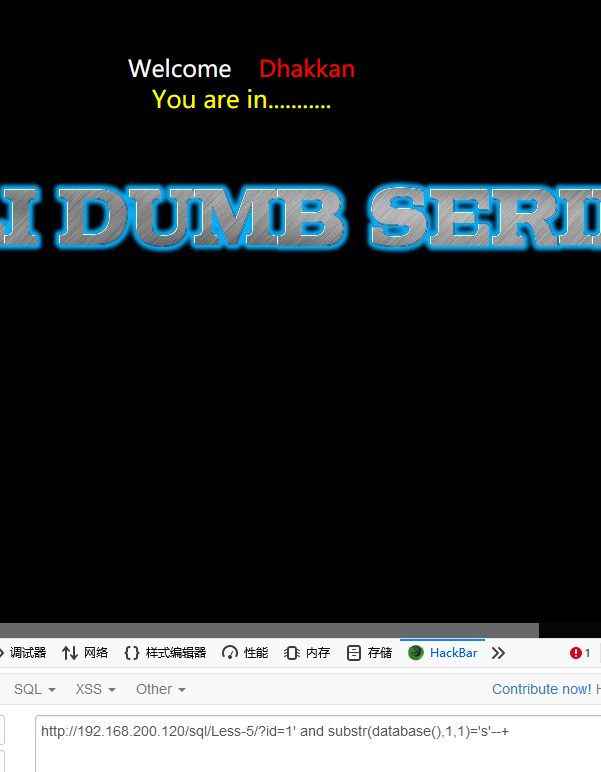 Welcome Dhakkan
You are in...........
I DUMB SERI
调试器 网络 {} 样式编辑器 性能 内存 存储 HackBar 1
SQL XSS Other Contribute now! H
http://192.168.200.120/sql/Less-5/?id=1' and substr(database(),1,1)='s'--+